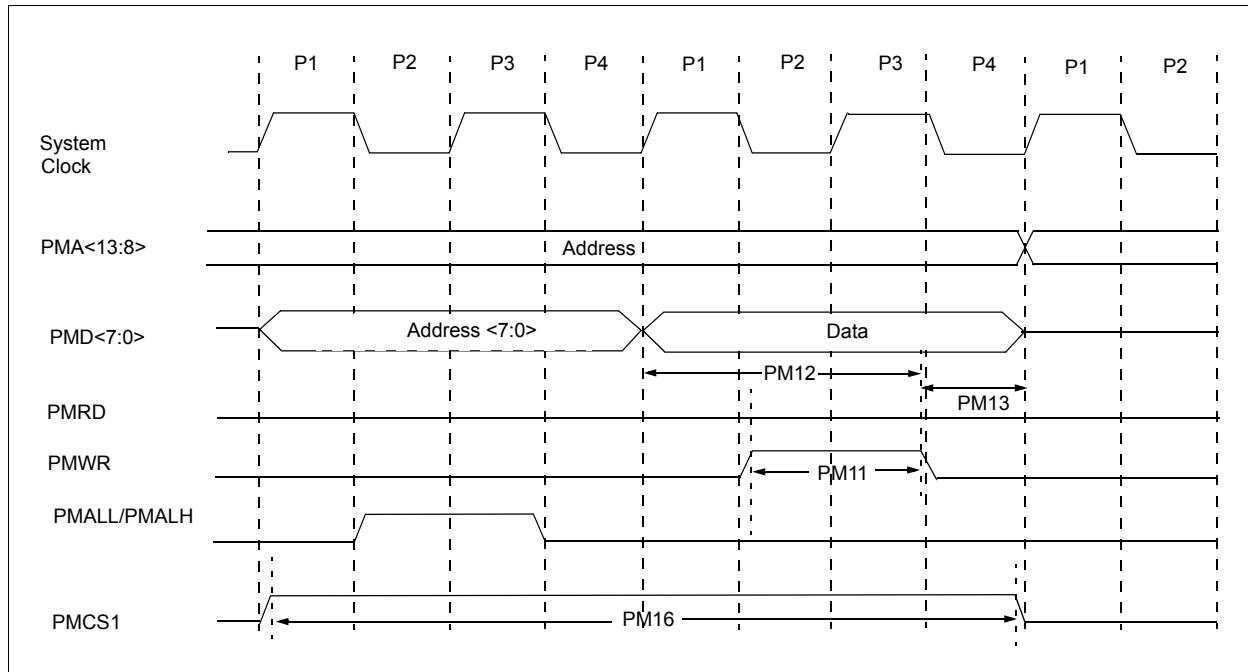 P1 P2 P3 P4 P1 P2 P3 P4 P1 P2
System
Clock
PMA<13:8>
Address
PMD<7:0>
Address <7:0>
Data
PM12
PM13
PMRD
PMWR
PM11
PMALL/PMALH
PMCS1
PM16